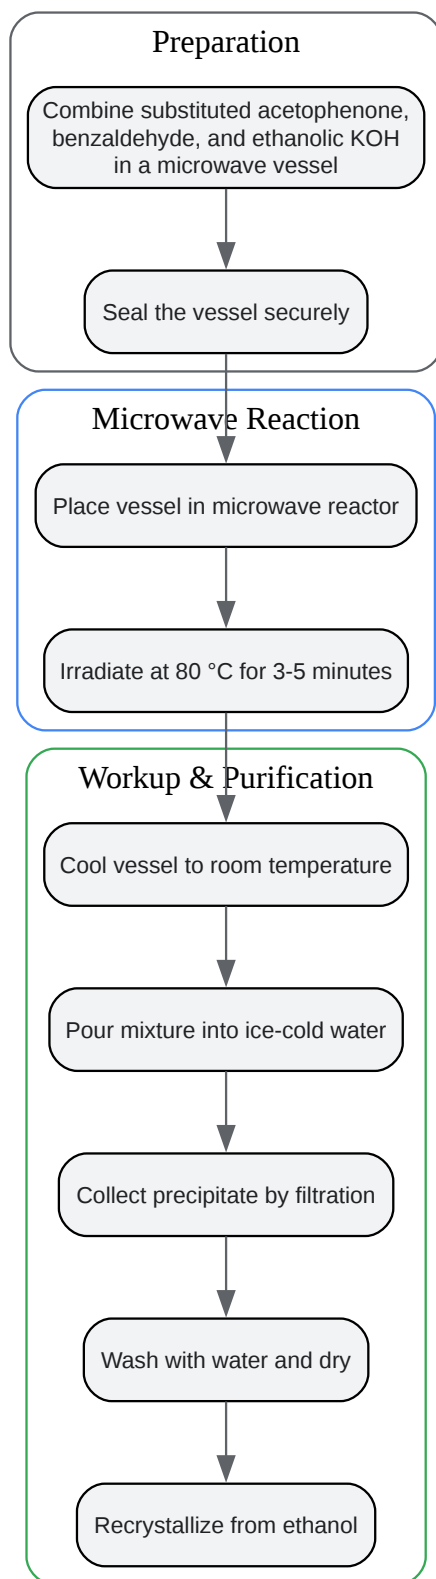 Preparation
Combine substituted acetophenone,
benzaldehyde, and ethanolic KOH
in a microwave vessel
Seal the vessel securely
Microwave Reaction
Place vessel in microwave reactor
Irradiate at 80 °C for 3-5 minutes
Workup & Purification
Cool vessel to room temperature
Pour mixture into ice-cold water
Collect precipitate by filtration
Wash with water and dry
Recrystallize from ethanol